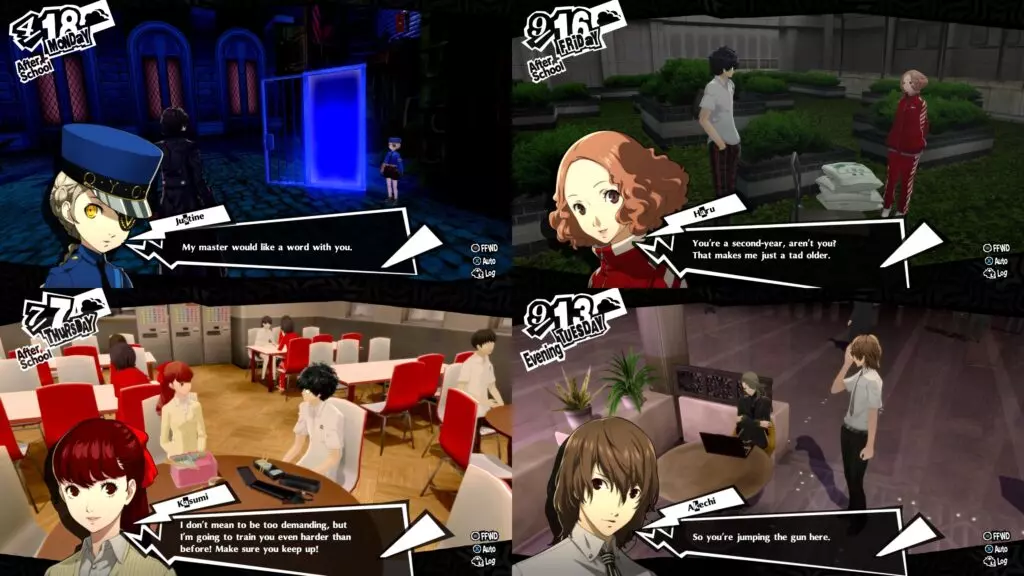 4/18
MONDAY
After School
Justine
My master would like a word with you.
FFWD
Auto
Log
9/16
FRIDAY
After School
Haru
You're a second-year, aren't you?
That makes me just a tad older.
FFWD
Auto
Log
7/7
THURSDAY
After School
Kasumi
I don't mean to be too demanding, but
I'm going to train you even harder than
before! Make sure you keep up!
FFWD
Auto
Log
9/13
TUESDAY
Evening
Akechi
So you're jumping the gun here.
FFWD
Auto
Log